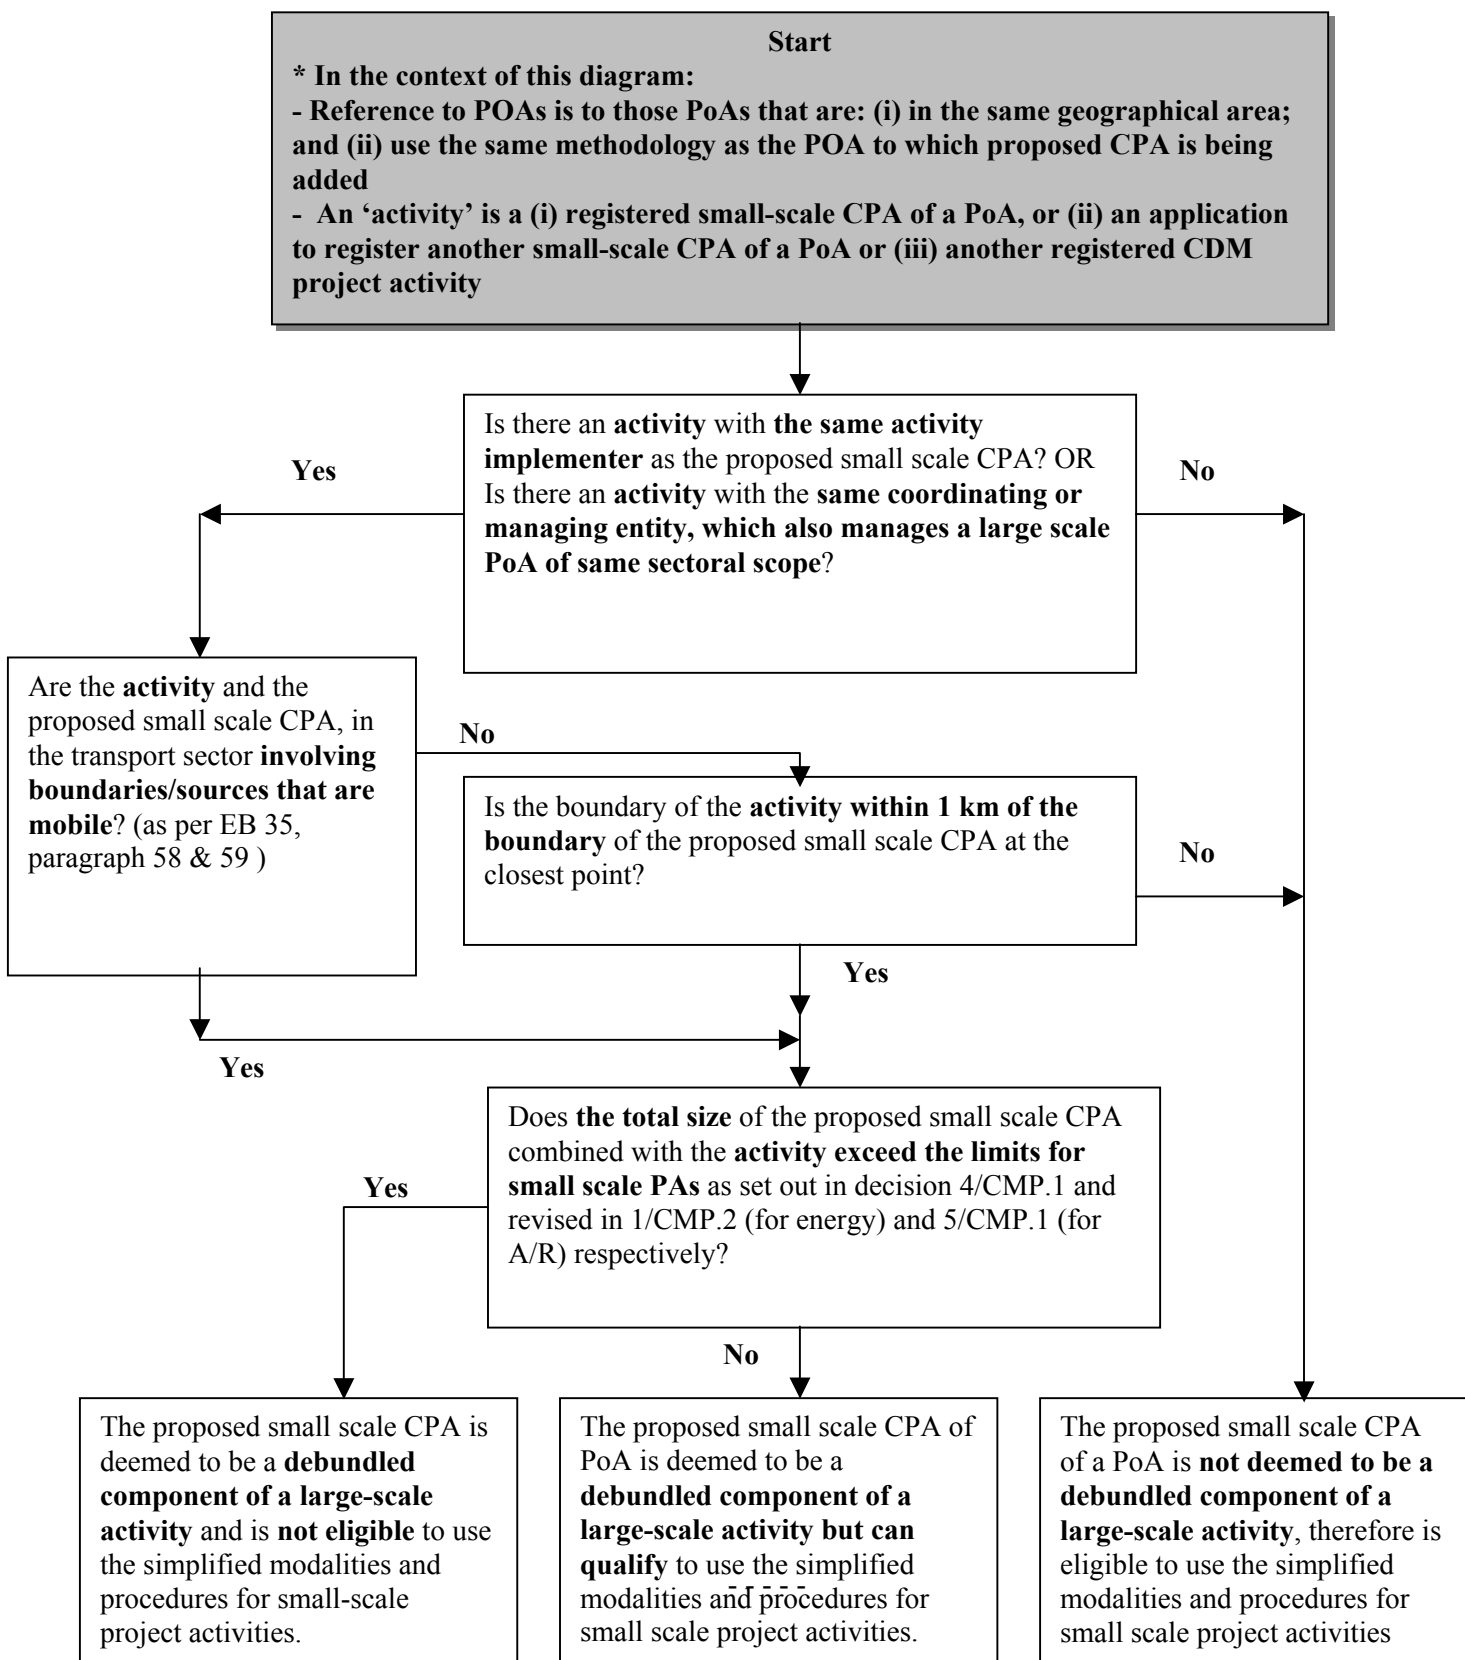 Start
* In the context of this diagram:
- Reference to POAs is to those PoAs that are: (i) in the same geographical area;
and (ii) use the same methodology as the POA to which proposed CPA is being
added
- An ‘activity’ is a (i) registered small-scale CPA of a PoA, or (ii) an application
to register another small-scale CPA of a PoA or (iii) another registered CDM
project activity
Is there an activity with the same activity
implementer as the proposed small scale CPA? OR
Is there an activity with the same coordinating or
managing entity, which also manages a large scale
PoA of same sectoral scope?
Yes
No
Are the activity and the
proposed small scale CPA, in
the transport sector involving
boundaries/sources that are
mobile? (as per EB 35,
paragraph 58 & 59 )
No
Is the boundary of the activity within 1 km of the
boundary of the proposed small scale CPA at the
closest point?
No
Yes
Yes
Does the total size of the proposed small scale CPA
combined with the activity exceed the limits for
small scale PAs as set out in decision 4/CMP.1 and
revised in 1/CMP.2 (for energy) and 5/CMP.1 (for
A/R) respectively?
Yes
No
The proposed small scale CPA is
deemed to be a debundled
component of a large-scale
activity and is not eligible to use
the simplified modalities and
procedures for small-scale
project activities.
The proposed small scale CPA of
PoA is deemed to be a
debundled component of a
large-scale activity but can
qualify to use the simplified
modalities and procedures for
small scale project activities.
The proposed small scale CPA
of a PoA is not deemed to be a
debundled component of a
large-scale activity, therefore is
eligible to use the simplified
modalities and procedures for
small scale project activities